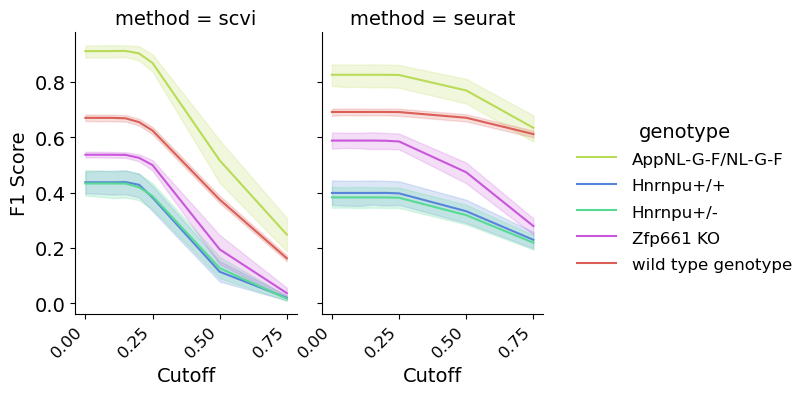 method = scvi
method = seurat
F1 Score
0.8
0.6
0.4
0.2
0.0
0.00
0.25
0.50
0.75
Cutoff
0.00
0.25
0.50
0.75
Cutoff
genotype
AppNL-G-F/NL-G-F
Hnrnpu+/+
Hnrnpu+/-
Zfp661 KO
wild type genotype